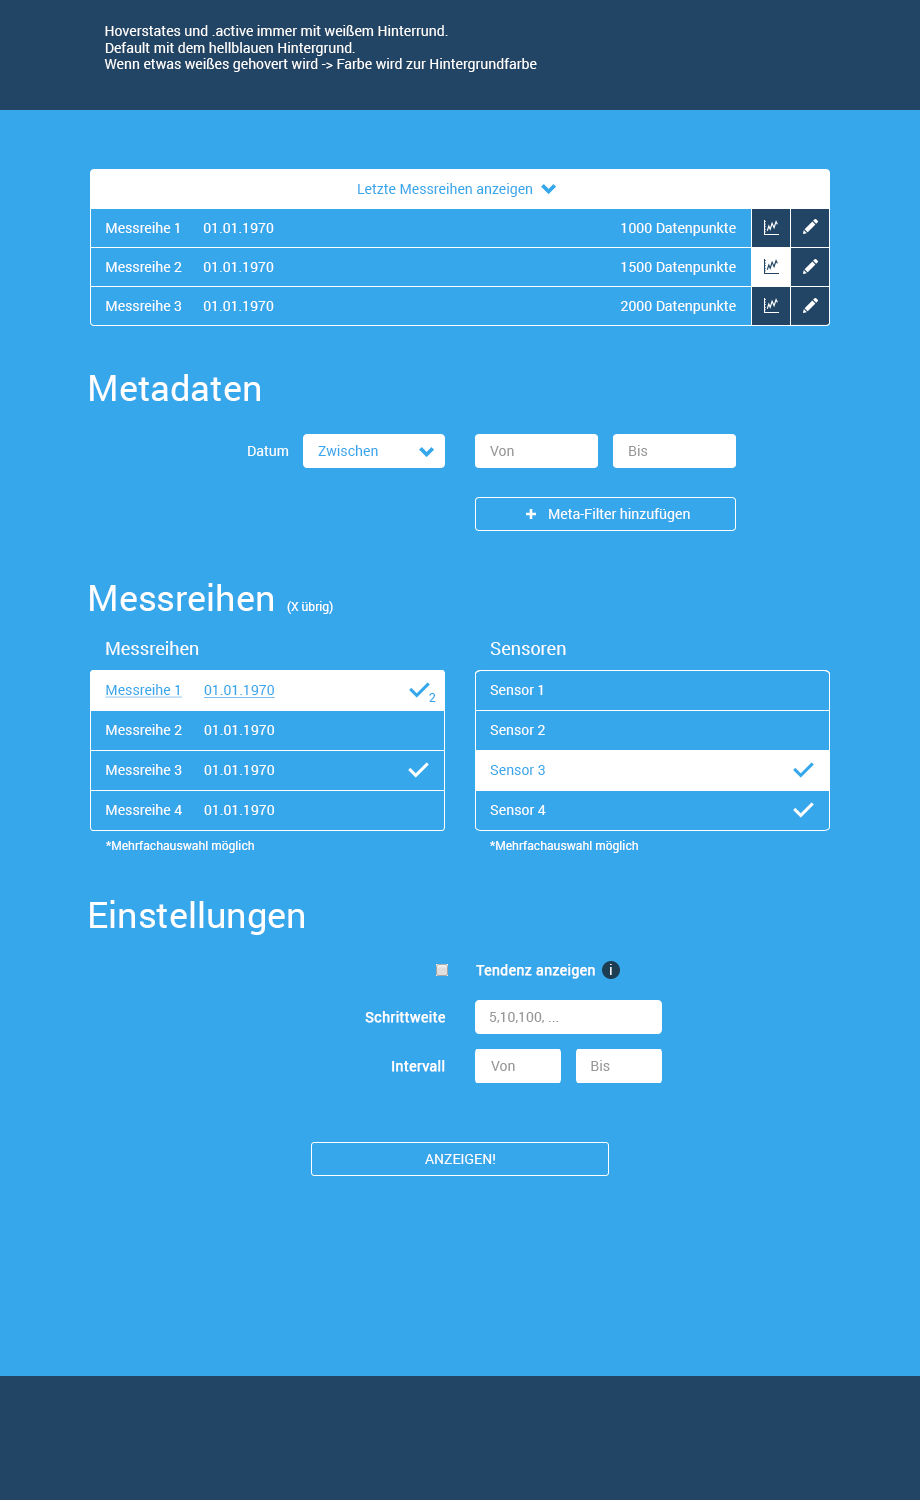 Hoverstates und .active immer mit weißem Hinterrund.
Default mit dem hellblauen Hintergrund.
Wenn etwas weißes gehovert wird -> Farbe wird zur Hintergrundfarbe
Letzte Messreihen anzeigen
Messreihe 1 01.01.1970 1000 Datenpunkte
Messreihe 2 01.01.1970 1500 Datenpunkte
Messreihe 3 01.01.1970 2000 Datenpunkte
Metadaten
Datum Zwischen Von Bis
+ Meta-Filter hinzufügen
Messreihen (X übrig)
Messreihen
Messreihe 1 01.01.1970 2
Messreihe 2 01.01.1970
Messreihe 3 01.01.1970
Messreihe 4 01.01.1970
*Mehrfachauswahl möglich
Sensoren
Sensor 1
Sensor 2
Sensor 3
Sensor 4
*Mehrfachauswahl möglich
Einstellungen
Tendenz anzeigen i
Schrittweite 5,10,100, ...
Intervall Von Bis
ANZEIGEN!